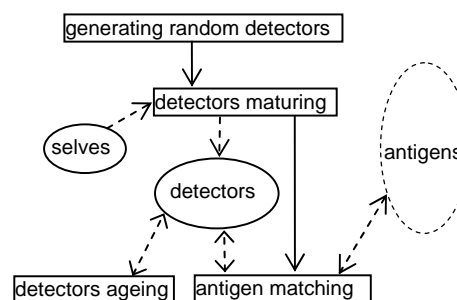 generating random detectors
detectors maturing
selves
antigens
detectors
detectors ageing
antigen matching